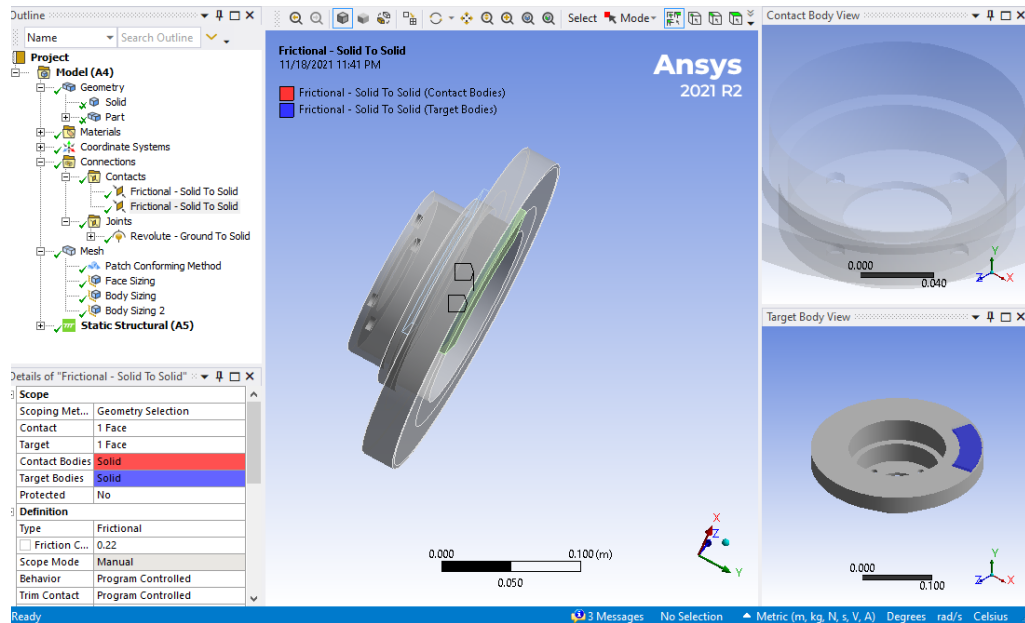 Outline
Name
Search Outline
Project
Model (A4)
Geometry
Solid
Part
Materials
Coordinate Systems
Connections
Contacts
Frictional - Solid To Solid
Frictional - Solid To Solid
Joints
Revolute - Ground To Solid
Mesh
Patch Conforming Method
Face Sizing
Body Sizing
Body Sizing 2
Static Structural (A5)
Details of "Frictional - Solid To Solid"
Scope
Scoping Met... Geometry Selection
Contact 1 Face
Target 1 Face
Contact Bodies Solid
Target Bodies Solid
Protected No
Definition
Type Frictional
Friction C... 0.22
Scope Mode Manual
Behavior Program Controlled
Trim Contact Program Controlled
Select Mode
Frictional - Solid To Solid
11/18/2021 11:41 PM
Frictional - Solid To Solid (Contact Bodies)
Frictional - Solid To Solid (Target Bodies)
Ansys
2021 R2
0.000 0.100 (m)
0.050
X
Z
Y
Contact Body View
0.000
0.040
Y
Z X
Target Body View
0.000
0.100
Y
Z X
Ready
3 Messages No Selection Metric (m, kg, N, s, V, A) Degrees rad/s Celsius